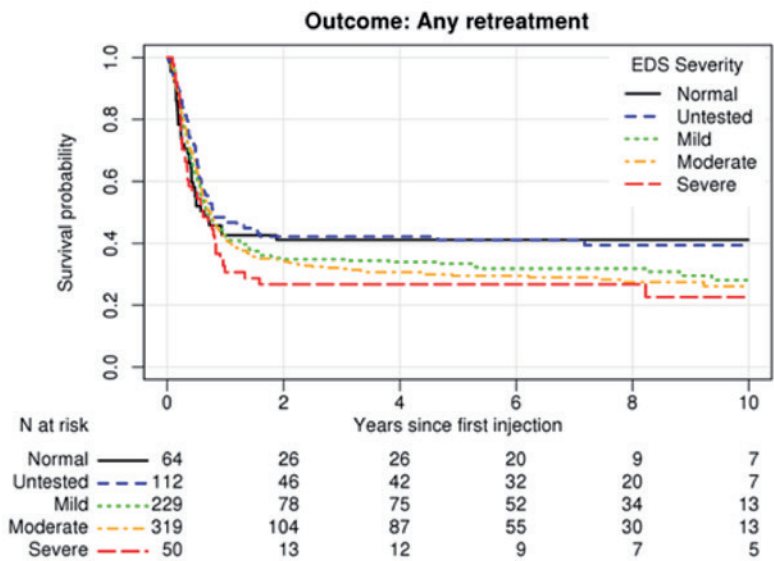 Outcome: Any retreatment
EDS Severity
Normal
Untested
Mild
Moderate
Severe
Survival probability
1.0
0.8
0.6
0.4
0.2
0.0
0 2 4 6 8 10
Years since first injection
N at risk
Normal 64 26 26 20 9 7
Untested 112 46 42 32 20 7
Mild 229 78 75 52 34 13
Moderate 319 104 87 55 30 13
Severe 50 13 12 9 7 5